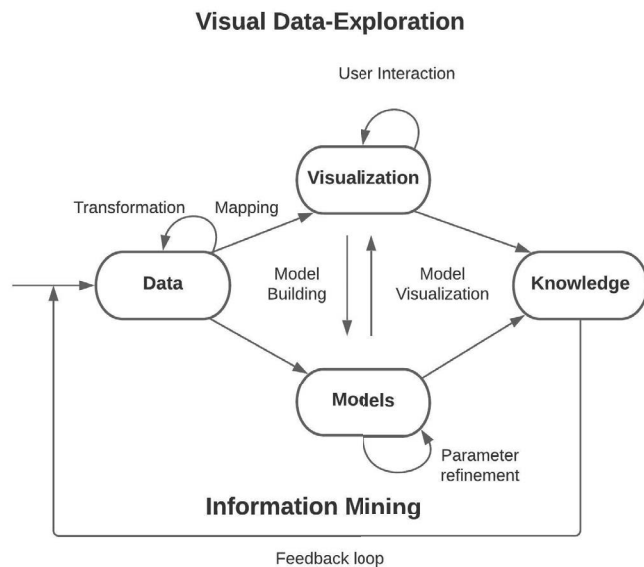 Visual Data-Exploration
User Interaction
Visualization
Transformation
Mapping
Data
Model
Building
Model
Visualization
Knowledge
Models
Parameter
refinement
Information Mining
Feedback loop